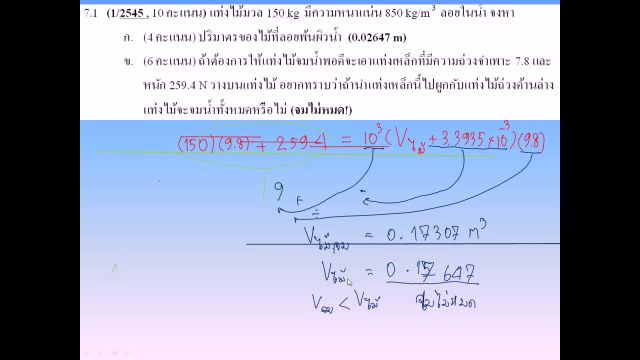 7.1 (1/2545, 10 คะแนน) แท่งไม้มวล 150 kg มีความหนาแน่น 850 kg/m³ ลอยในน้ำ จงหา
ก. (4 คะแนน) ปริมาตรของไม้ที่ลอยพ้นผิวน้ำ (0.02647 m)
ข. (6 คะแนน) ถ้าต้องการให้แท่งไม้จมน้ำพอดีจะเอาแท่งเหล็กที่มีความถ่วงจำเพาะ 7.8 และ
หนัก 259.4 N วางบนแท่งไม้ อยากทราบว่าถ้านำแท่งเหล็กนี้ไปผูกกับแท่งไม้ถ่วงด้านล่าง
แท่งไม้จะจมน้ำทั้งหมดหรือไม่ (จมไม่หมด!)
(150)(9.8) + 259.4 = 10³(Vไม้ + 3.3935 × 10⁻³)(9.8)
9 + - ÷
Vไม้จม = 0.17307 m³
Vไม้ = 0.17647
Vจม < Vไม้ จมไม่หมด